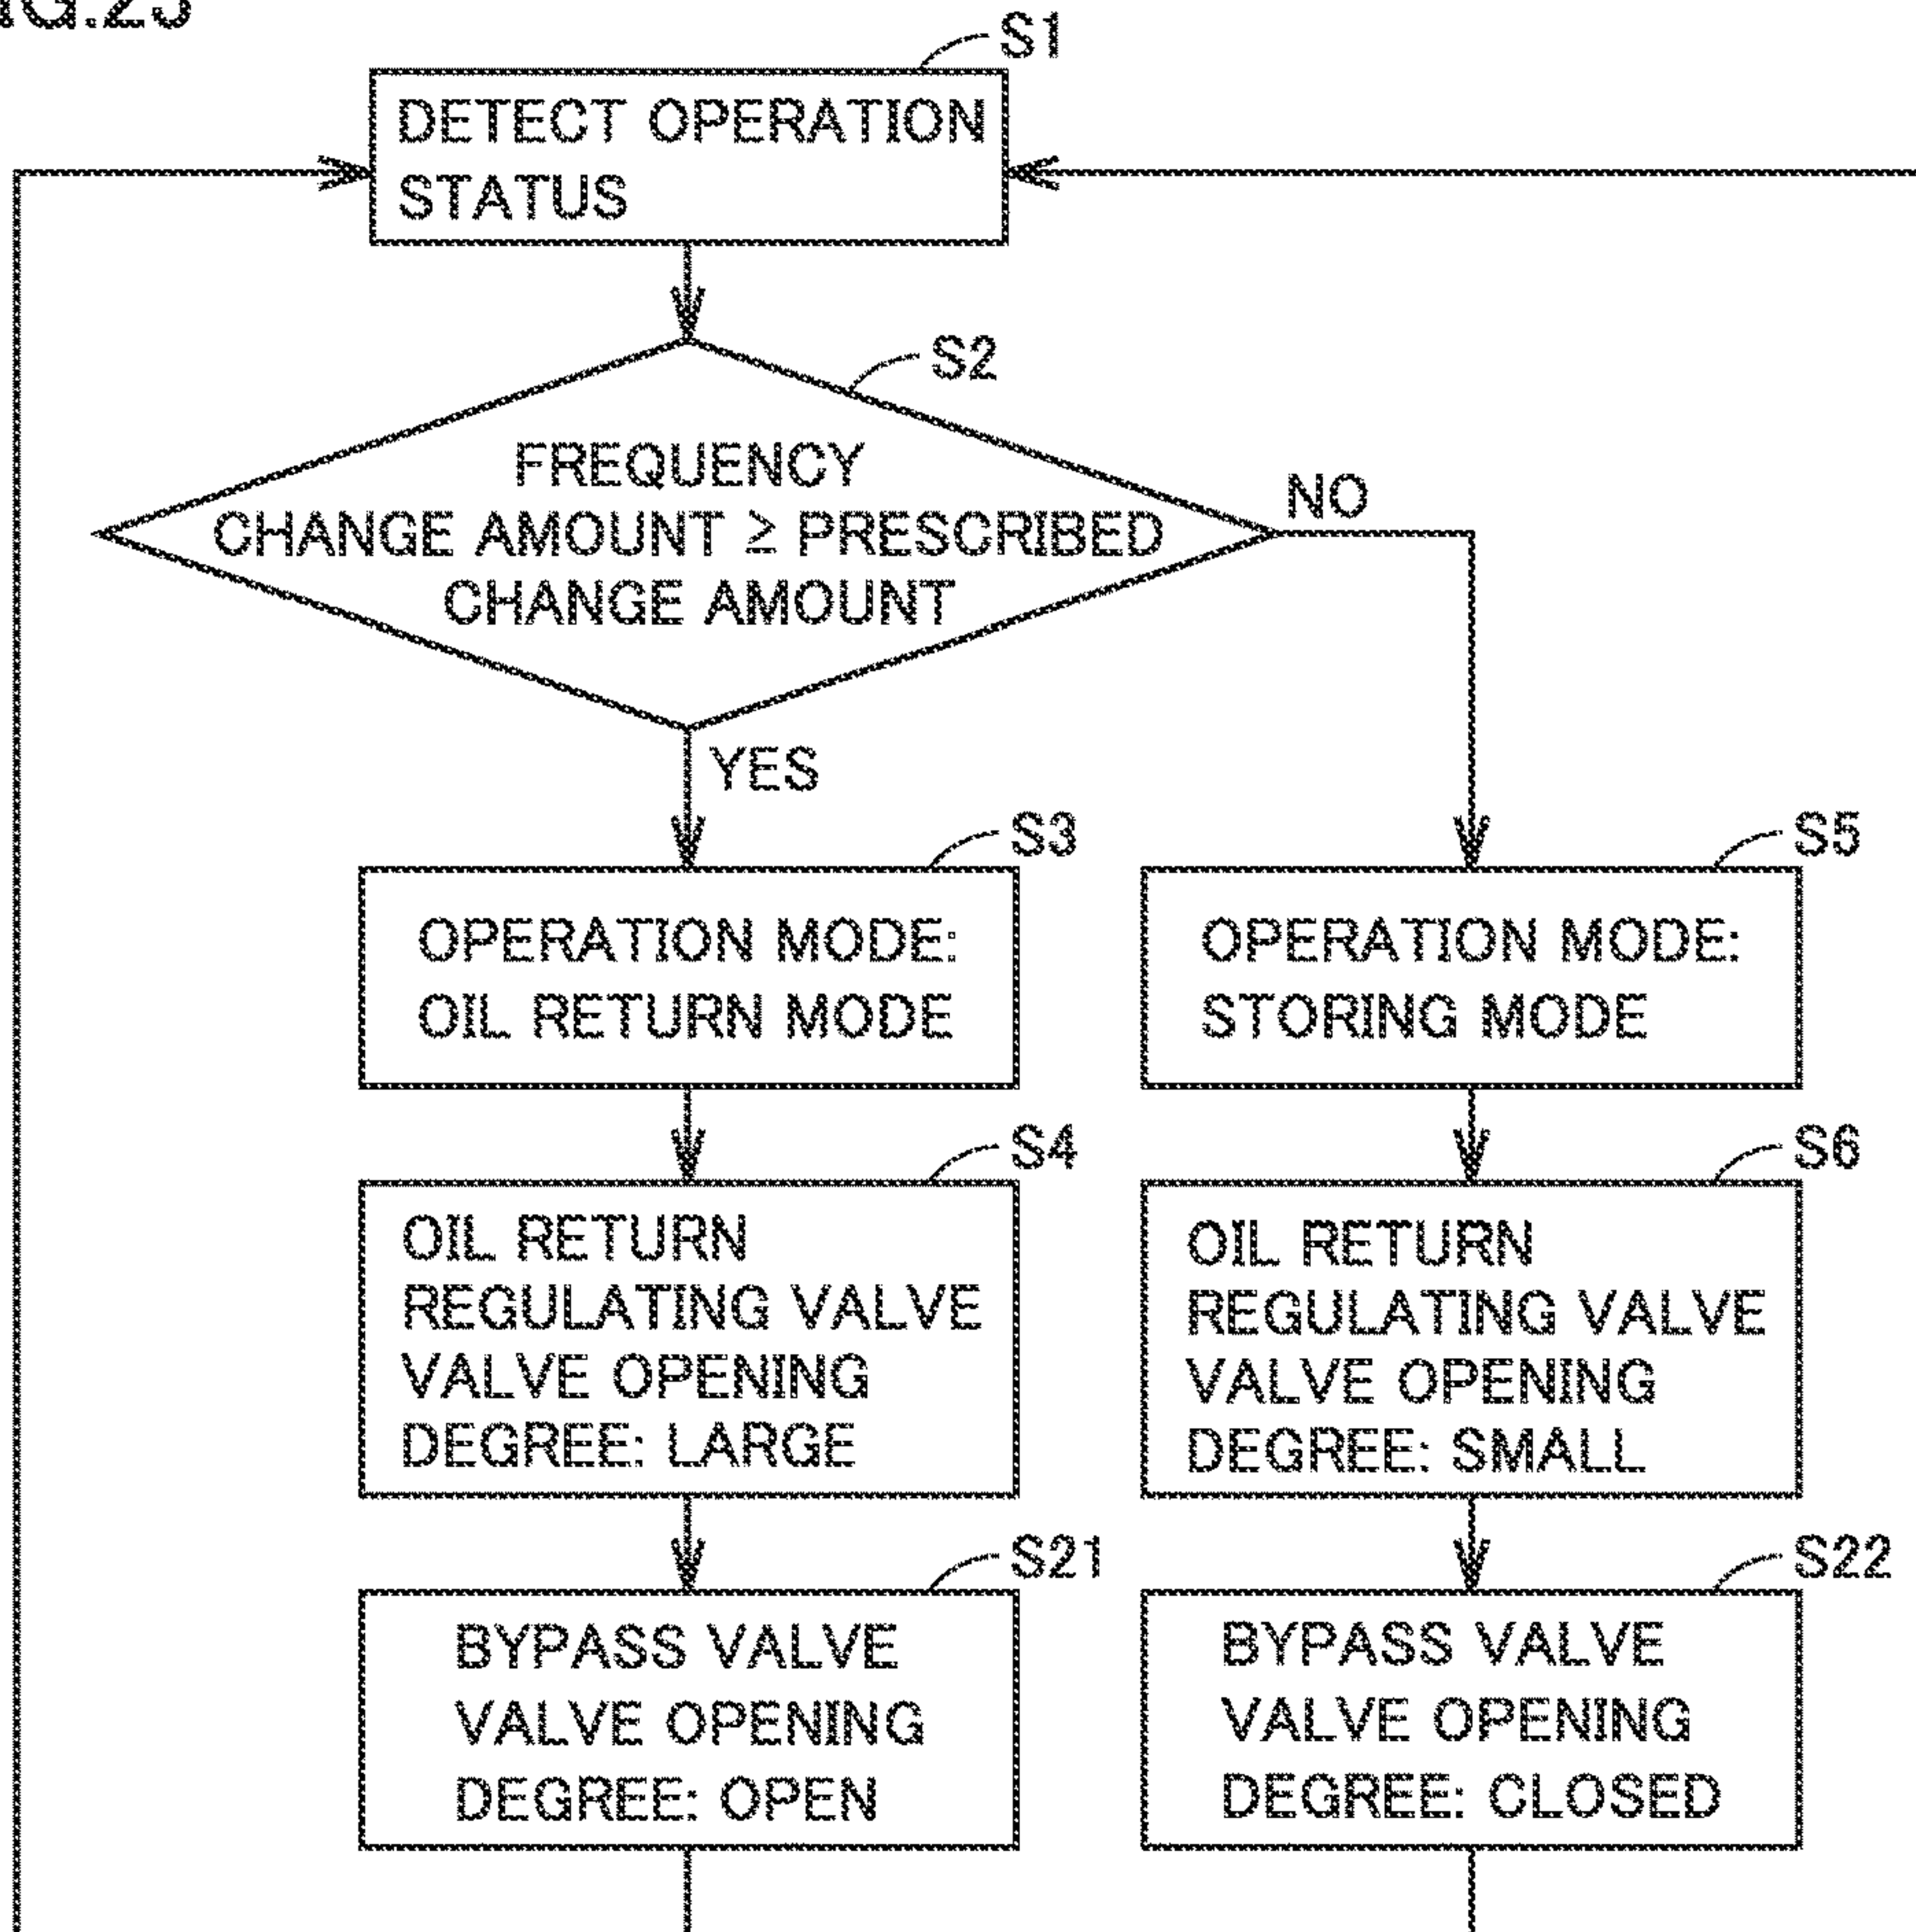 S1
DETECT OPERATION
STATUS
S2
FREQUENCY
CHANGE AMOUNT ≥ PRESCRIBED
CHANGE AMOUNT
NO
YES
S3
OPERATION MODE:
OIL RETURN MODE
S5
OPERATION MODE:
STORING MODE
S4
OIL RETURN
REGULATING VALVE
VALVE OPENING
DEGREE: LARGE
S6
OIL RETURN
REGULATING VALVE
VALVE OPENING
DEGREE: SMALL
S21
BYPASS VALVE
VALVE OPENING
DEGREE: OPEN
S22
BYPASS VALVE
VALVE OPENING
DEGREE: CLOSED